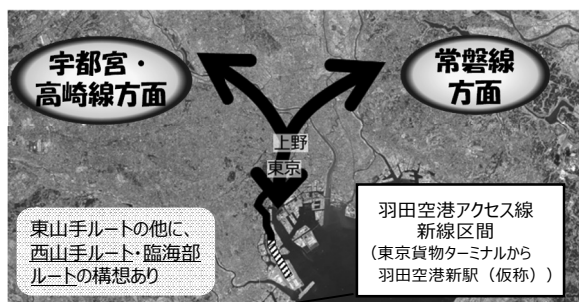 宇都宮・
高崎線方面
常磐線
方面
上野
東京
東山手ルートの他に、
西山手ルート・臨海部
ルートの構想あり
羽田空港アクセス線
新線区間
（東京貨物ターミナルから
羽田空港新駅（仮称））